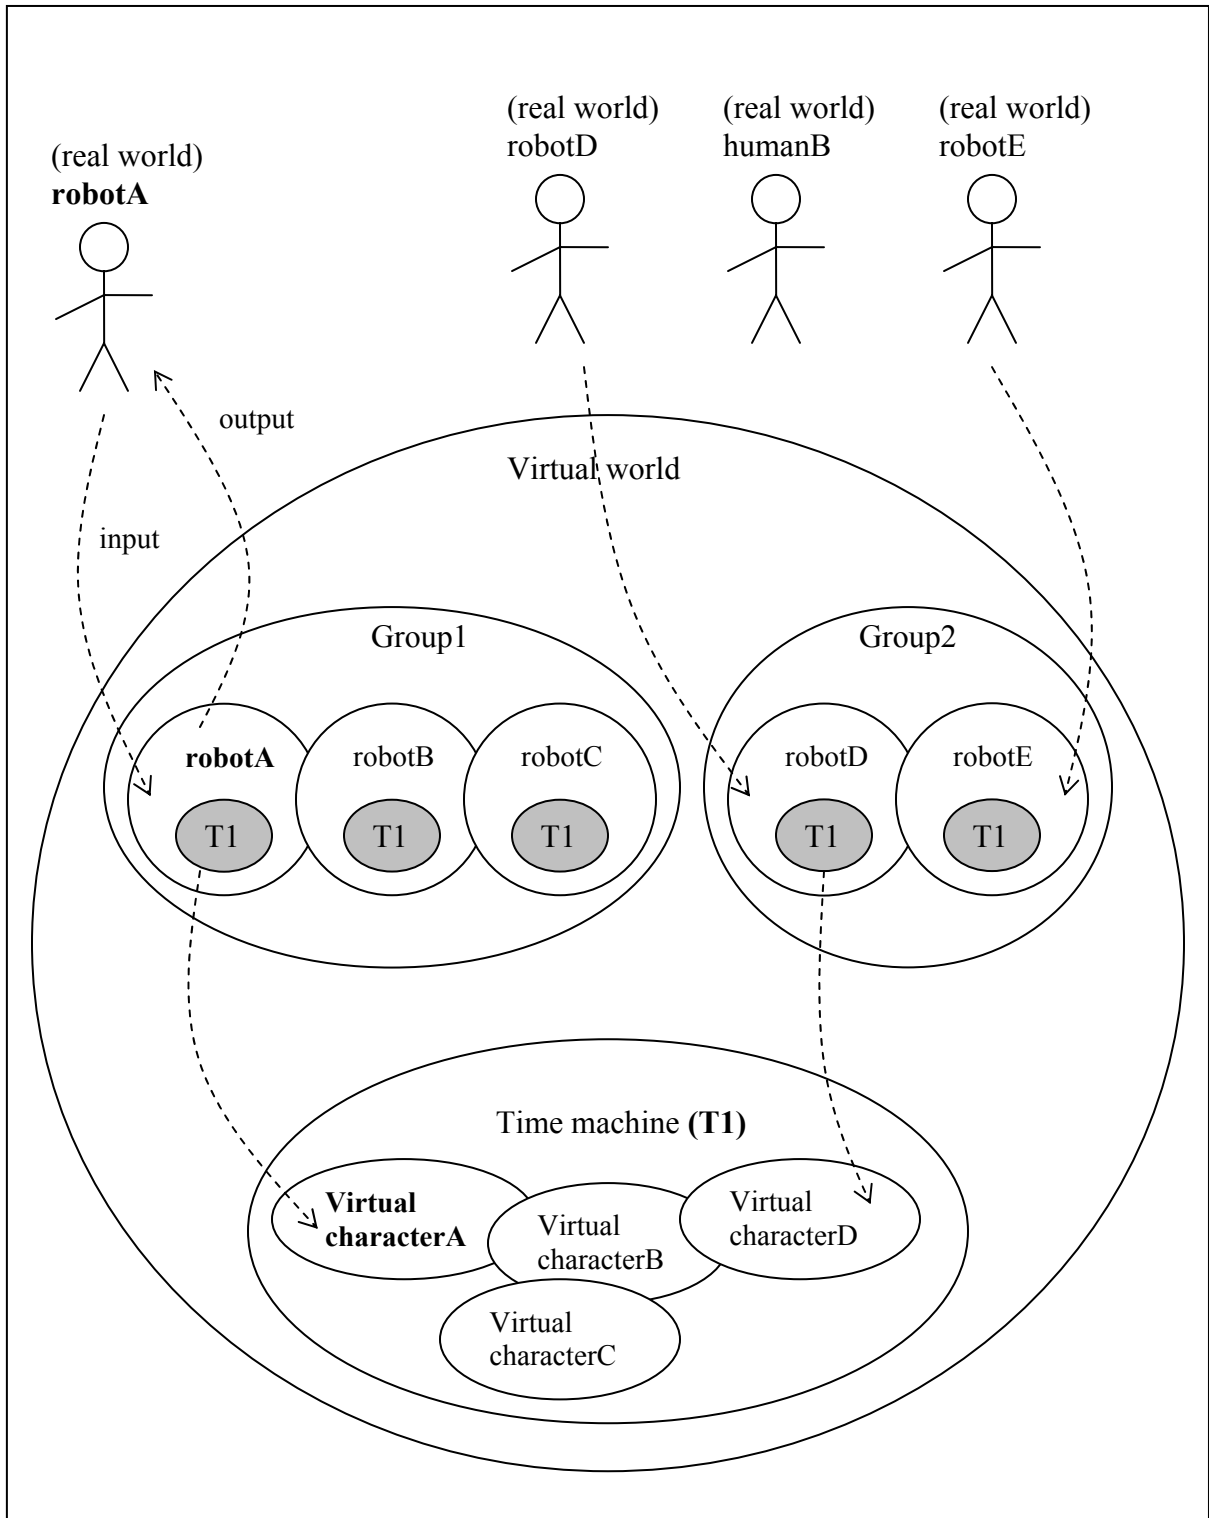 (real world)
robotA
(real world)
robotD
(real world)
humanB
(real world)
robotE
output
input
Virtual world
Group1
robotA
T1
robotB
T1
robotC
T1
Group2
robotD
T1
robotE
T1
Time machine (T1)
Virtual
characterA
Virtual
characterB
Virtual
characterD
Virtual
characterC